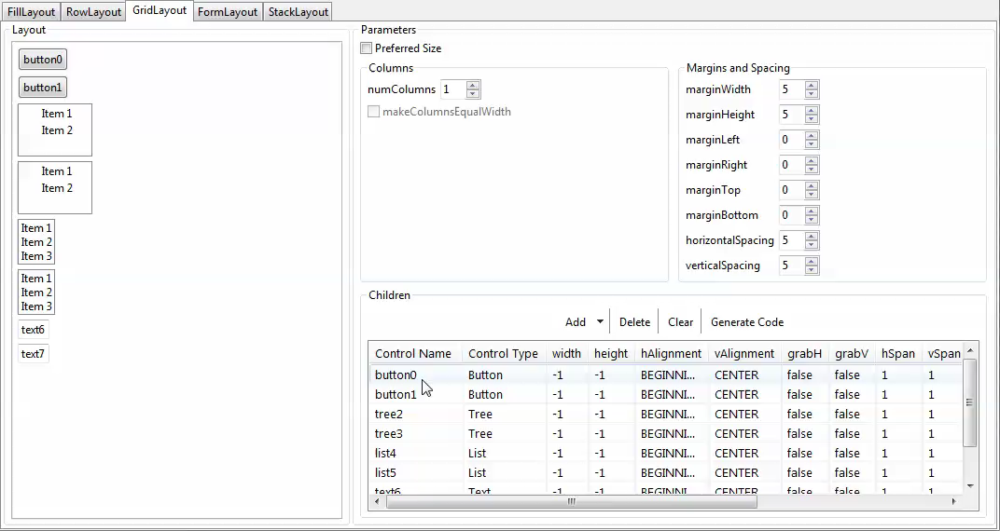 FillLayout RowLayout GridLayout FormLayout StackLayout
Layout
button0
button1
Item 1
Item 2
Item 1
Item 2
Item 1
Item 2
Item 3
Item 1
Item 2
Item 3
text6
text7
Parameters
Preferred Size
Columns
numColumns 1
makeColumnsEqualWidth
Margins and Spacing
marginWidth 5
marginHeight 5
marginLeft 0
marginRight 0
marginTop 0
marginBottom 0
horizontalSpacing 5
verticalSpacing 5
Children
Add Delete Clear Generate Code
Control Name Control Type width height hAlignment vAlignment grabH grabV hSpan vSpan
button0 Button -1 -1 BEGINNI... CENTER false false 1 1
button1 Button -1 -1 BEGINNI... CENTER false false 1 1
tree2 Tree -1 -1 BEGINNI... CENTER false false 1 1
tree3 Tree -1 -1 BEGINNI... CENTER false false 1 1
list4 List -1 -1 BEGINNI... CENTER false false 1 1
list5 List -1 -1 BEGINNI... CENTER false false 1 1
text6 Text -1 -1 BEGINNI... CENTER false false 1 1